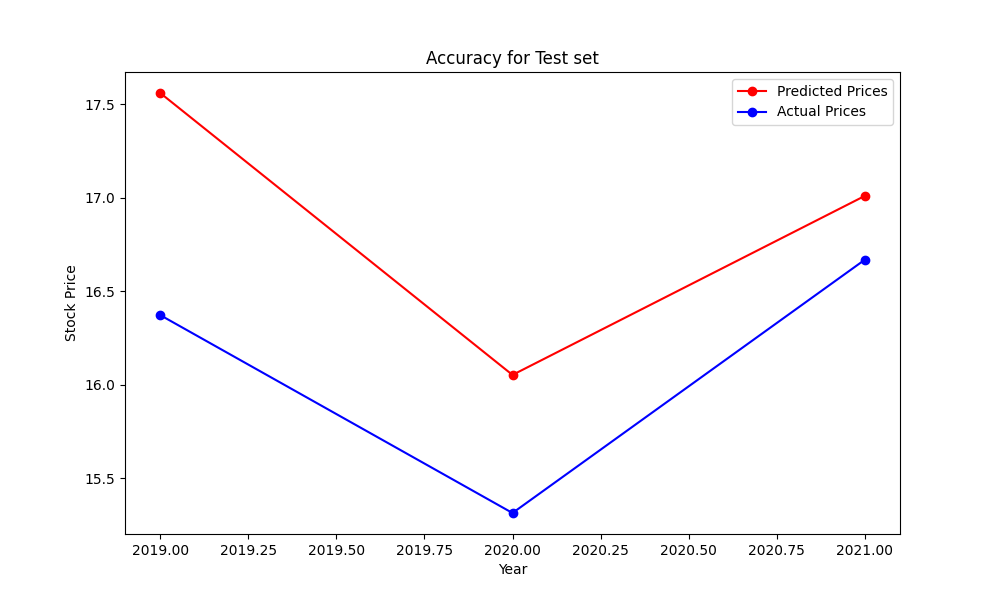 Accuracy for Test set
Predicted Prices
Actual Prices
Stock Price
17.5
17.0
16.5
16.0
15.5
2019.00 2019.25 2019.50 2019.75 2020.00 2020.25 2020.50 2020.75 2021.00
Year